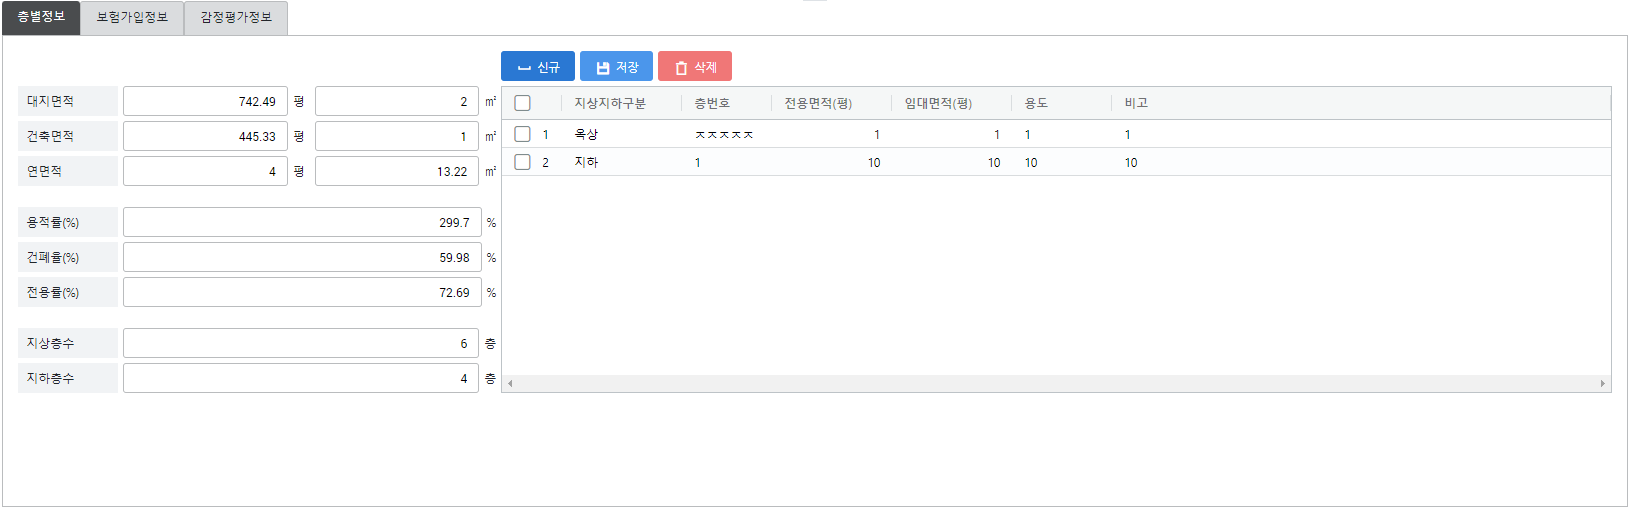 층별정보 보험가입정보 감정평가정보
신규 저장 삭제
대지면적 742.49 평 2 ㎡
건축면적 445.33 평 1 ㎡
연면적 4 평 13.22 ㎡
용적률(%) 299.7 %
건폐율(%) 59.98 %
전용률(%) 72.69 %
지상층수 6 층
지하층수 4 층
지상지하구분 층번호 전용면적(평) 임대면적(평) 용도 비고
1 옥상 ㅈㅈㅈㅈㅈ 1 1 1 1
2 지하 1 10 10 10 10